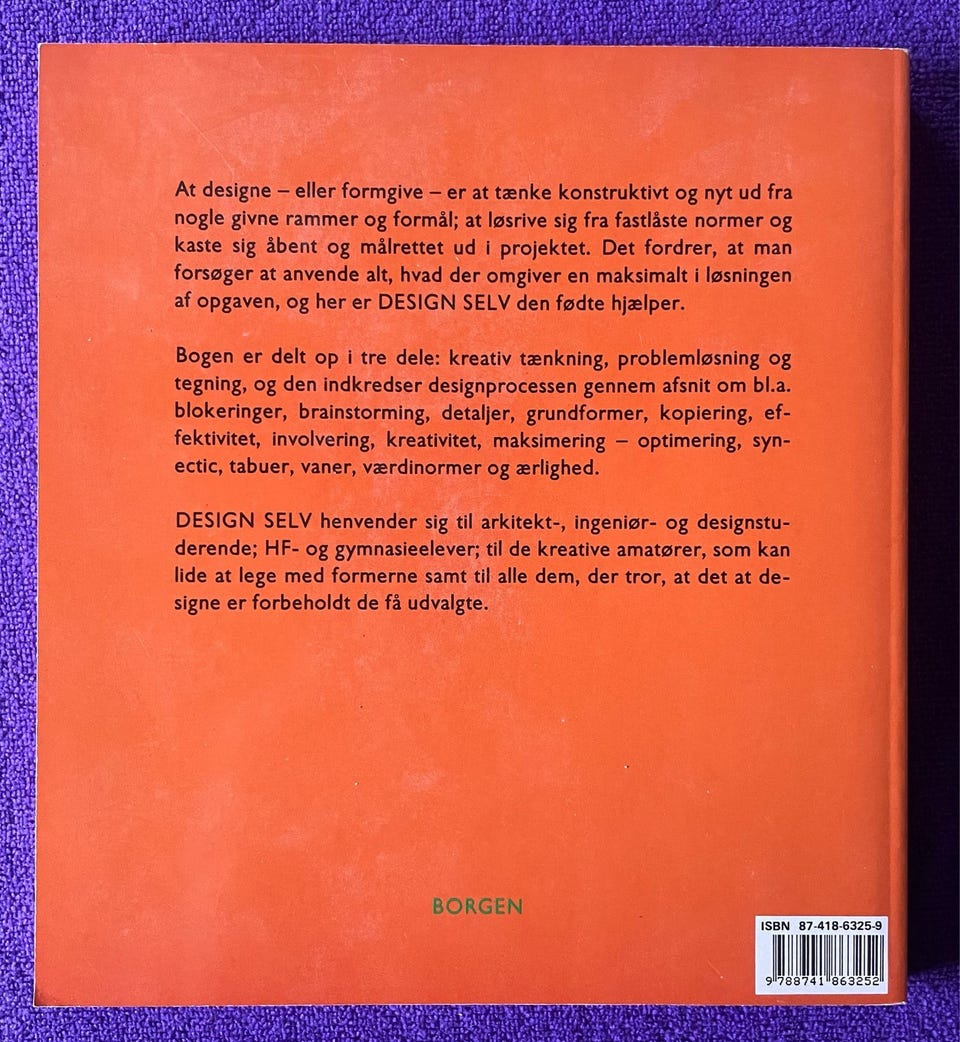 At designe – eller formgive – er at tænke konstruktivt og nyt ud fra
nogle givne rammer og formål; at løsrive sig fra fastlåste normer og
kaste sig åbent og målrettet ud i projektet. Det fordrer, at man
forsøger at anvende alt, hvad der omgiver en maksimalt i løsningen
af opgaven, og her er DESIGN SELV den fødte hjælper.
Bogen er delt op i tre dele: kreativ tænkning, problemløsning og
tegning, og den indkredser designprocessen gennem afsnit om bl.a.
blokeringer, brainstorming, detaljer, grundformer, kopiering, ef-
fektivitet, involvering, kreativitet, maksimering – optimering, syn-
ectic, tabuer, vaner, værdinormer og ærlighed.
DESIGN SELV henvender sig til arkitekt-, ingeniør- og designstu-
derende; HF- og gymnasieelever; til de kreative amatører, som kan
lide at lege med formerne samt til alle dem, der tror, at det at de-
signe er forbeholdt de få udvalgte.
BORGEN
ISBN 87-418-6325-9
9 788741 863252